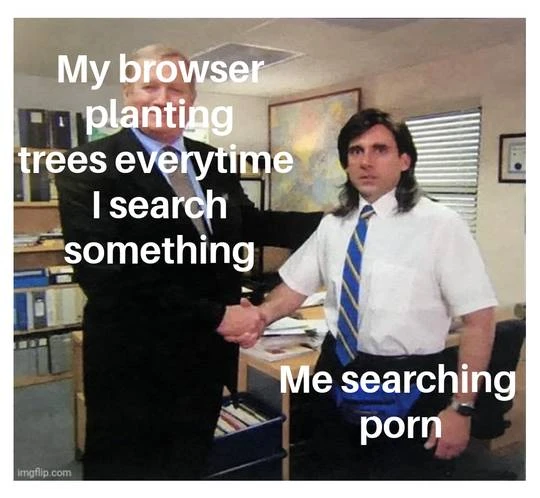 My browser
planting
trees everytime
I search
something
Me searching
porn
imgflip.com